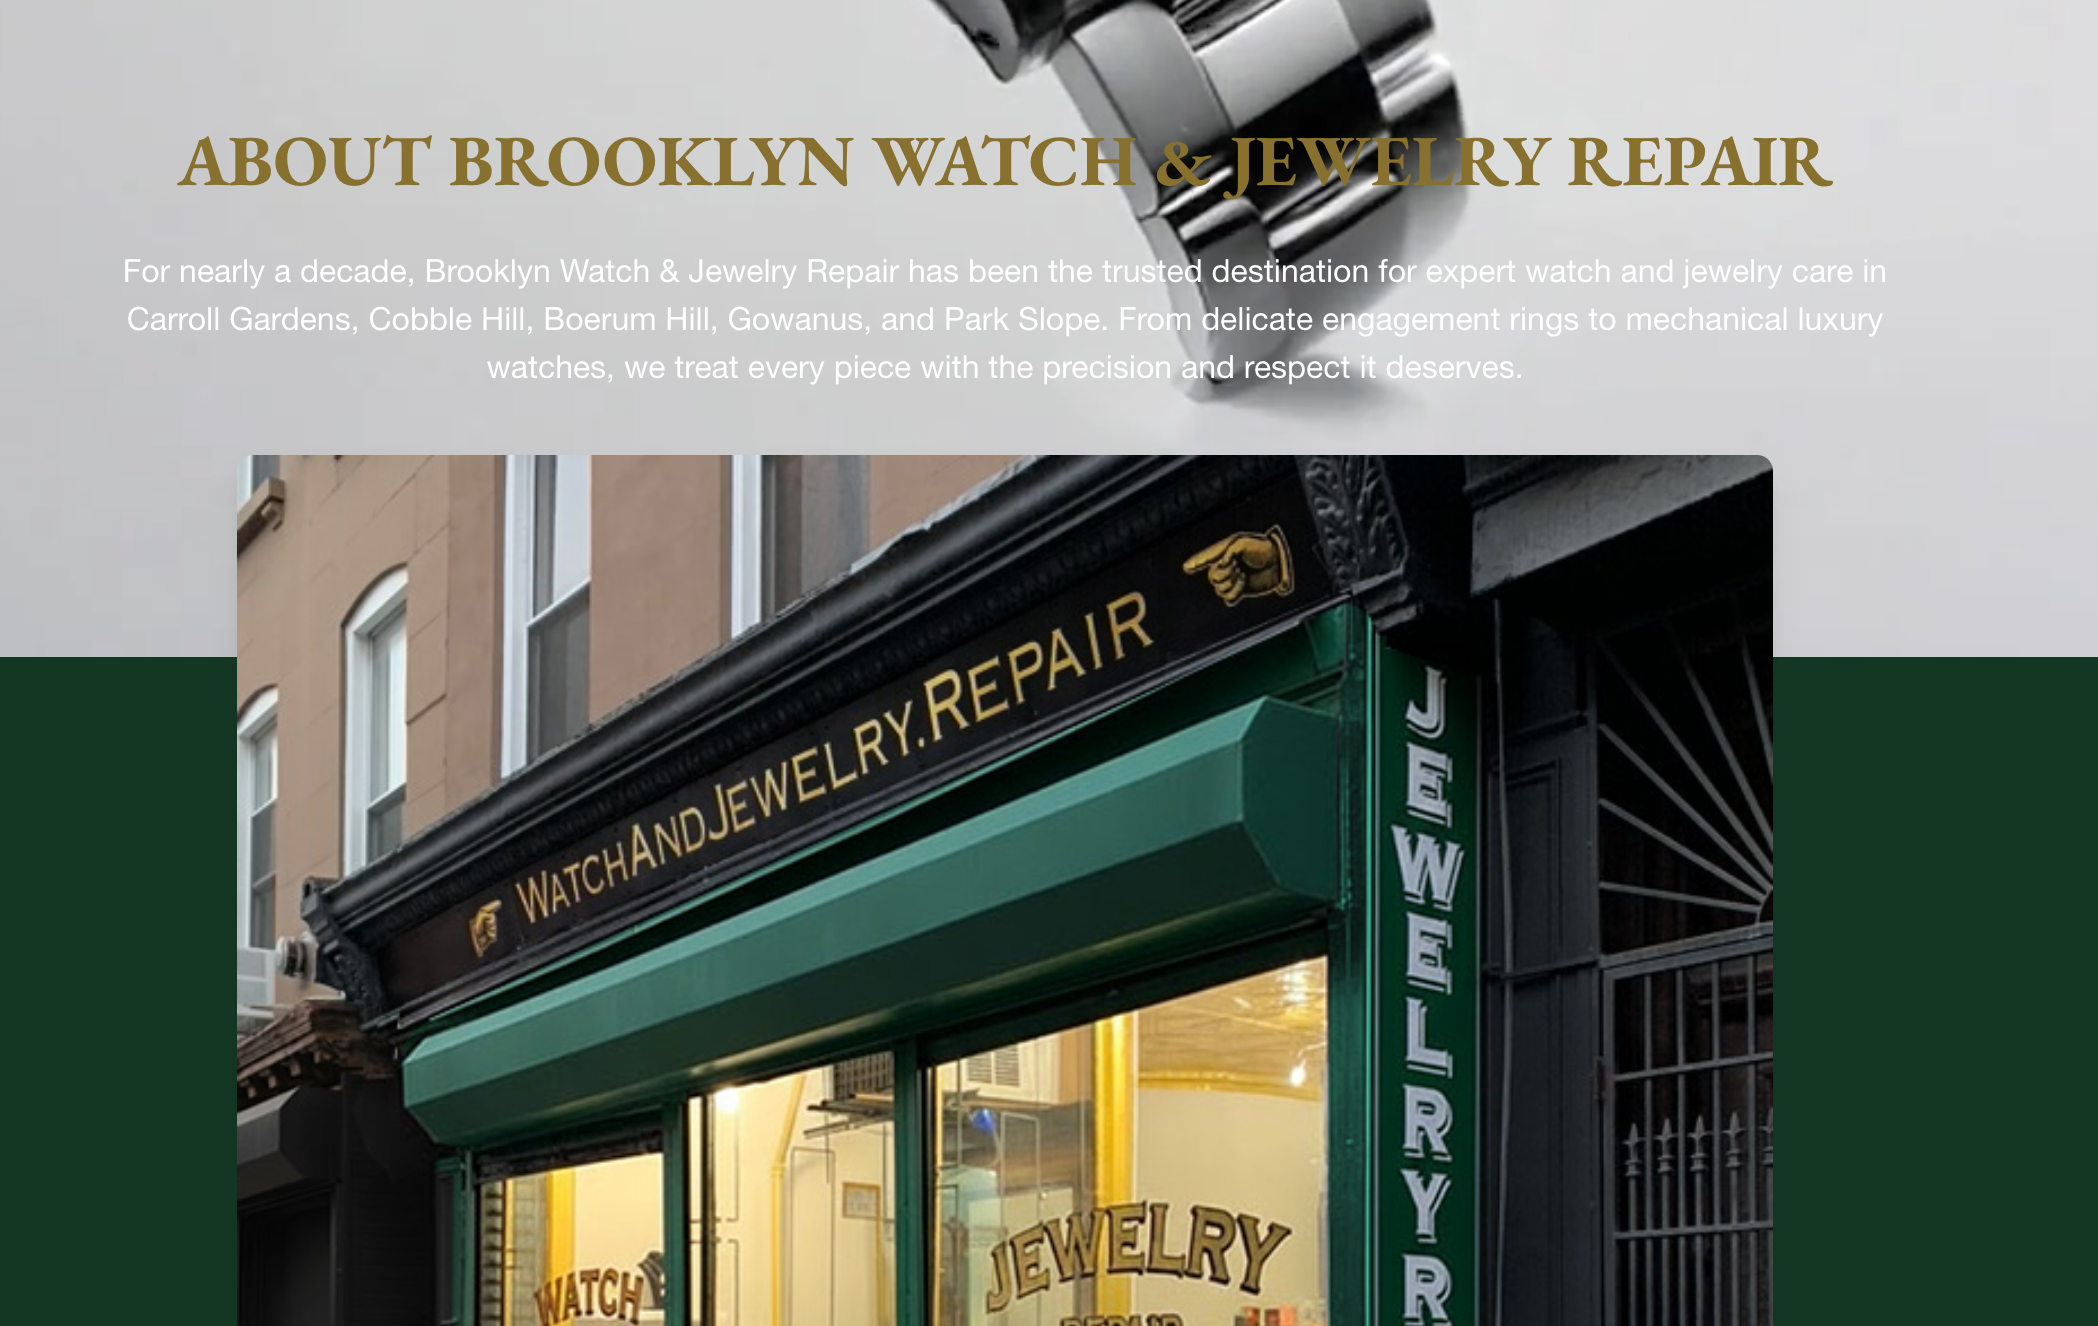 ABOUT BROOKLYN WATCH & JEWELRY REPAIR
For nearly a decade, Brooklyn Watch & Jewelry Repair has been the trusted destination for expert watch and jewelry care in
Carroll Gardens, Cobble Hill, Boerum Hill, Gowanus, and Park Slope. From delicate engagement rings to mechanical luxury
watches, we treat every piece with the precision and respect it deserves.
WATCHANDJEWELRY.REPAIR
JEWELRY R
WATCH
JEWELRY
REPAIR